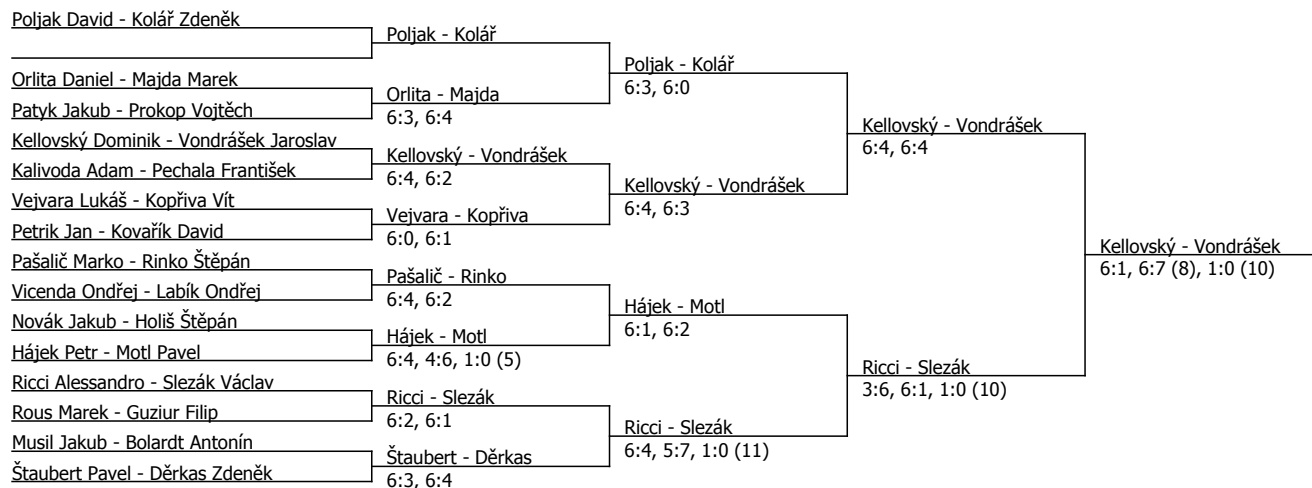 Poljak David - Kolář Zdeněk
Orlita Daniel - Majda Marek
Patyk Jakub - Prokop Vojtěch
Kellovský Dominik - Vondrášek Jaroslav
Kalivoda Adam - Pechala František
Vejvara Lukáš - Kopřiva Vít
Petrik Jan - Kovařík David
Pašalič Marko - Rinko Štěpán
Vicenda Ondřej - Labík Ondřej
Novák Jakub - Holiš Štěpán
Hájek Petr - Motl Pavel
Ricci Alessandro - Slezák Václav
Rous Marek - Guziur Filip
Musil Jakub - Bolardt Antonín
Štaubert Pavel - Děrkas Zdeněk
Poljak - Kolář
Orlita - Majda
6:3, 6:4
Kellovský - Vondrášek
6:4, 6:2
Vejvara - Kopřiva
6:0, 6:1
Pašalič - Rinko
6:4, 6:2
Hájek - Motl
6:4, 4:6, 1:0 (5)
Ricci - Slezák
6:2, 6:1
Štaubert - Děrkas
6:3, 6:4
Poljak - Kolář
6:3, 6:0
Kellovský - Vondrášek
6:4, 6:3
Hájek - Motl
6:1, 6:2
Ricci - Slezák
6:4, 5:7, 1:0 (11)
Kellovský - Vondrášek
6:4, 6:4
Ricci - Slezák
3:6, 6:1, 1:0 (10)
Kellovský - Vondrášek
6:1, 6:7 (8), 1:0 (10)